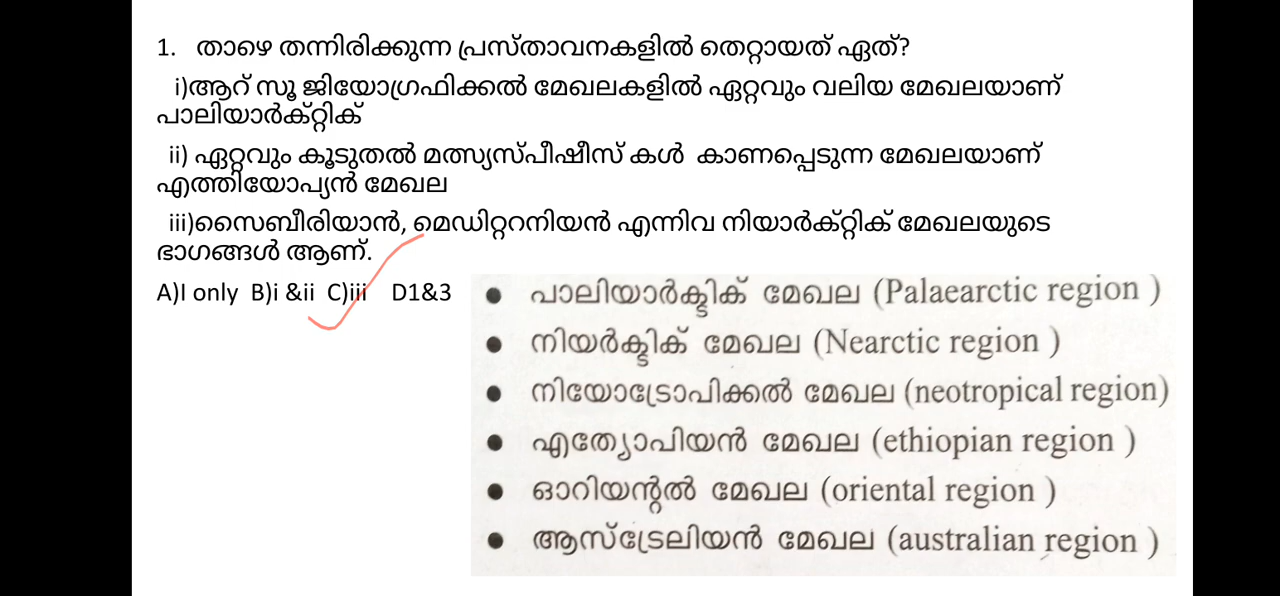 1. താഴെ തന്നിരിക്കുന്ന പ്രസ്താവനകളിൽ തെറ്റായത് ഏത്?
i)ആറ് സൂ ജിയോഗ്രഫിക്കൽ മേഖലകളിൽ ഏറ്റവും വലിയ മേഖലയാണ്
പാലിയാർക്റ്റിക്
ii) ഏറ്റവും കൂടുതൽ മത്സ്യസ്പീഷീസ് കൾ കാണപ്പെടുന്ന മേഖലയാണ്
എത്തിയോപ്യൻ മേഖല
iii)സൈബീരിയാൻ, മെഡിറ്ററനിയൻ എന്നിവ നിയാർക്റ്റിക് മേഖലയുടെ
ഭാഗങ്ങൾ ആണ്.
A)I only B)i &ii C)iii D1&3
• പാലിയാർക്ടിക് മേഖല (Palaearctic region )
• നിയർക്ടിക് മേഖല (Nearctic region )
• നിയോട്രോപിക്കൽ മേഖല (neotropical region)
• എത്യോപിയൻ മേഖല (ethiopian region )
• ഓറിയന്റൽ മേഖല (oriental region )
• ആസ്ട്രേലിയൻ മേഖല (australian region )